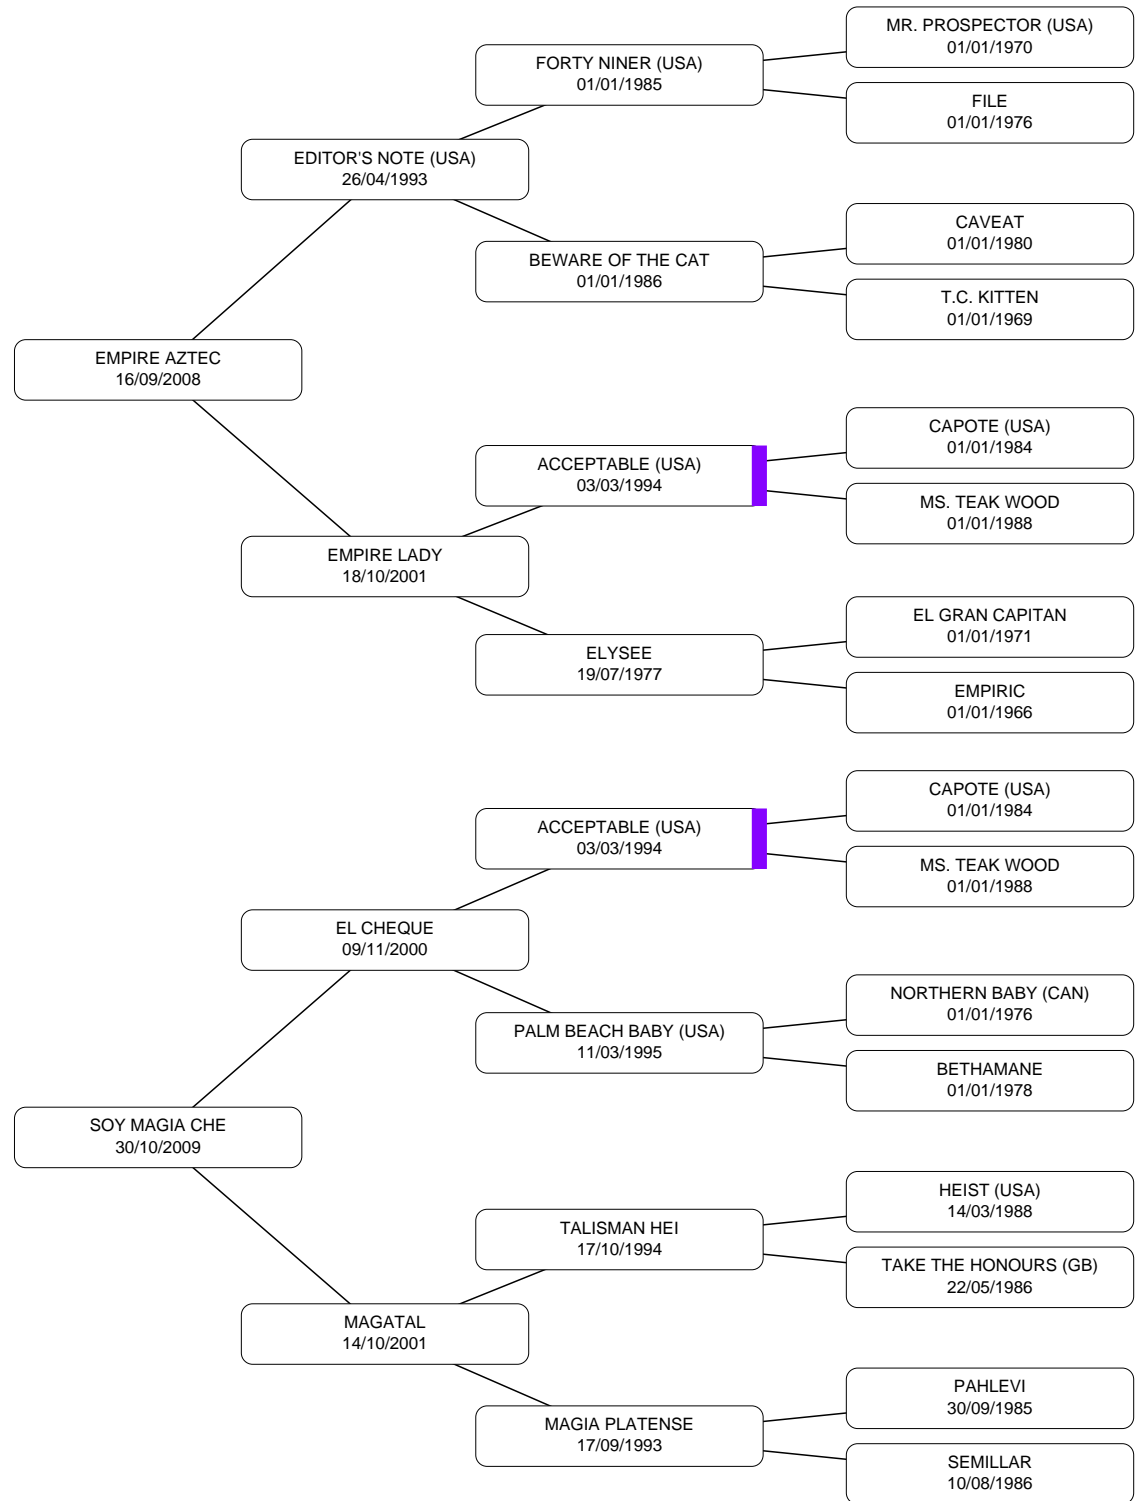 MR. PROSPECTOR (USA)
01/01/1970
FORTY NINER (USA)
01/01/1985
FILE
01/01/1976
EDITOR'S NOTE (USA)
26/04/1993
CAVEAT
01/01/1980
BEWARE OF THE CAT
01/01/1986
T.C. KITTEN
01/01/1969
EMPIRE AZTEC
16/09/2008
CAPOTE (USA)
01/01/1984
ACCEPTABLE (USA)
03/03/1994
MS. TEAK WOOD
01/01/1988
EMPIRE LADY
18/10/2001
EL GRAN CAPITAN
01/01/1971
ELYSEE
19/07/1977
EMPIRIC
01/01/1966
CAPOTE (USA)
01/01/1984
ACCEPTABLE (USA)
03/03/1994
MS. TEAK WOOD
01/01/1988
EL CHEQUE
09/11/2000
NORTHERN BABY (CAN)
01/01/1976
PALM BEACH BABY (USA)
11/03/1995
BETHAMANE
01/01/1978
SOY MAGIA CHE
30/10/2009
HEIST (USA)
14/03/1988
TALISMAN HEI
17/10/1994
TAKE THE HONOURS (GB)
22/05/1986
MAGATAL
14/10/2001
PAHLEVI
30/09/1985
MAGIA PLATENSE
17/09/1993
SEMILLAR
10/08/1986